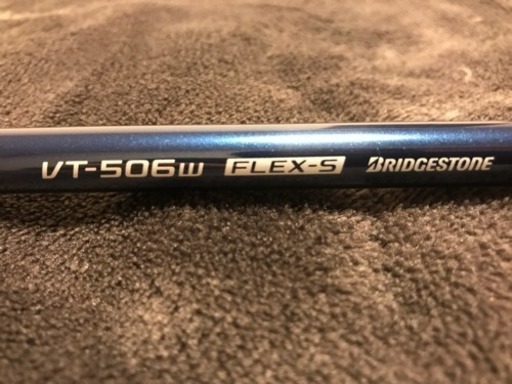 VT-506w FLEX-S BRIDGESTONE